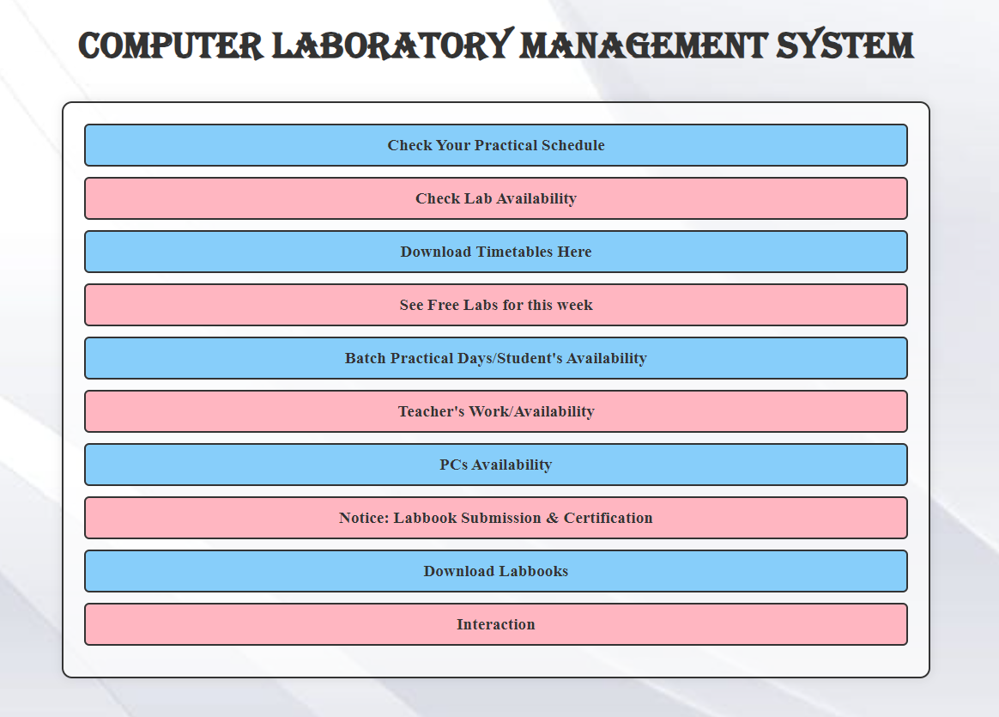 COMPUTER LABORATORY MANAGEMENT SYSTEM
Check Your Practical Schedule
Check Lab Availability
Download Timetables Here
See Free Labs for this week
Batch Practical Days/Student's Availability
Teacher's Work/Availability
PCs Availability
Notice: Labbook Submission & Certification
Download Labbooks
Interaction